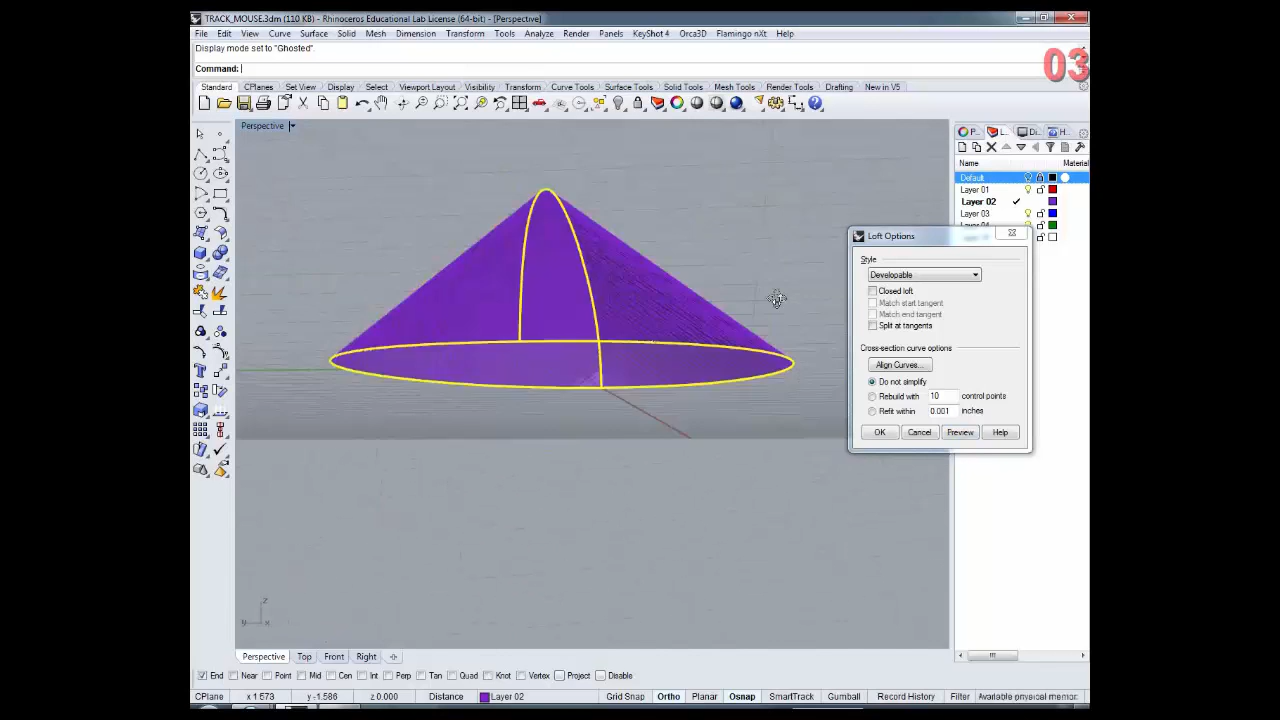 TRACK_MOUSE.3dm (110 KB) - Rhinoceros Educational Lab License (64-bit) - [Perspective]
File Edit View Curve Surface Solid Mesh Dimension Transform Tools Analyze Render Panels KeyShot 4 Orca3D Flamingo nXt Help
Display mode set to "Ghosted".
Command:
03
Standard CPlanes Set View Display Select Viewport Layout Visibility Transform Curve Tools Surface Tools Solid Tools Mesh Tools Render Tools Drafting New in V5
Perspective
P... L... Di... H...
Name Material
Default
Layer 01
Layer 02
Layer 03
Loft Options
Style
Developable
Closed loft
Match start tangent
Match end tangent
Split at tangents
Cross-section curve options
Align Curves...
Do not simplify
Rebuild with 10 control points
Refit within 0.001 inches
OK Cancel Preview Help
z
y x
Perspective Top Front Right
End Near Point Mid Cen Int Perp Tan Quad Knot Vertex Project Disable
CPlane x 1.573 y -1.586 z 0.000 Distance Layer 02 Grid Snap Ortho Planar Osnap SmartTrack Gumball Record History Filter Available physical memor